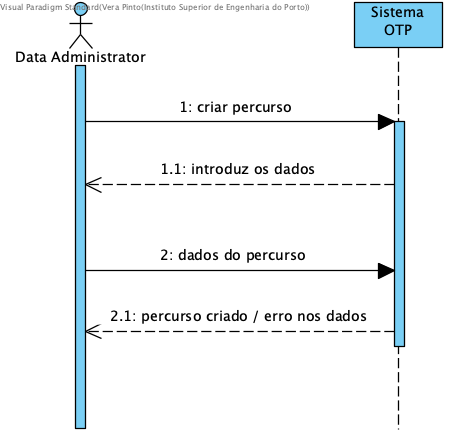 Visual Paradigm Standard(Vera Pinto(Instituto Superior de Engenharia do Porto))
Sistema
OTP
Data Administrator
1: criar percurso
1.1: introduz os dados
2: dados do percurso
2.1: percurso criado / erro nos dados